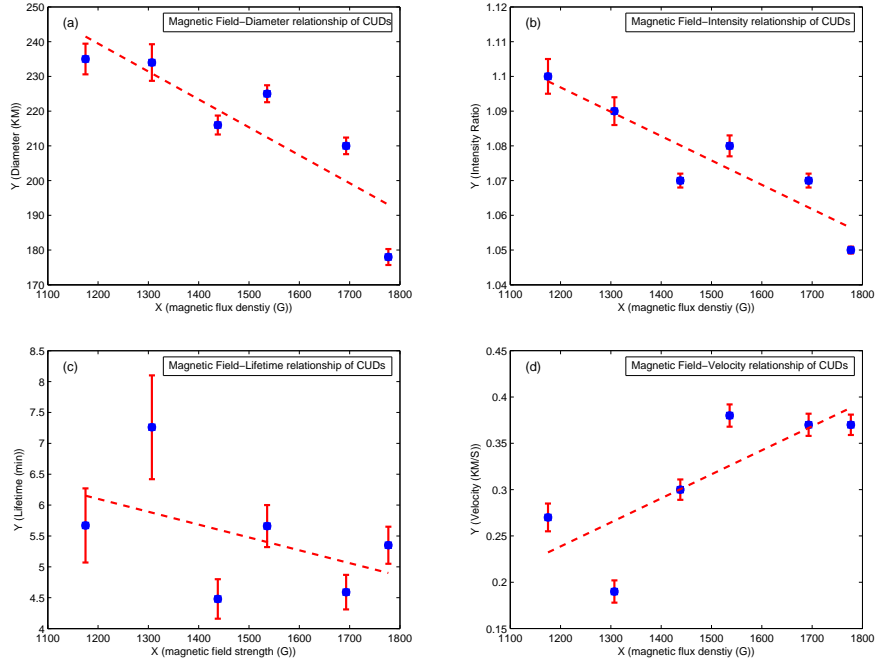 (a)
Magnetic Field−Diameter relationship of CUDs
250
240
230
220
210
200
190
180
170
1100 1200 1300 1400 1500 1600 1700 1800
Y (Diameter (KM))
X (magnetic flux denstiy (G))
(b)
Magnetic Field−Intensity relationship of CUDs
1.12
1.11
1.1
1.09
1.08
1.07
1.06
1.05
1.04
1100 1200 1300 1400 1500 1600 1700 1800
Y (Intensity Ratio)
X (magnetic flux denstiy (G))
(c)
Magnetic Field−Lifetime relationship of CUDs
8.5
8
7.5
7
6.5
6
5.5
5
4.5
4
1100 1200 1300 1400 1500 1600 1700 1800
Y (Lifetime (min))
X (magnetic field strength (G))
(d)
Magnetic Field−Velocity relationship of CUDs
0.45
0.4
0.35
0.3
0.25
0.2
0.15
1100 1200 1300 1400 1500 1600 1700 1800
Y (Velocity (KM/S))
X (magnetic flux denstiy (G))